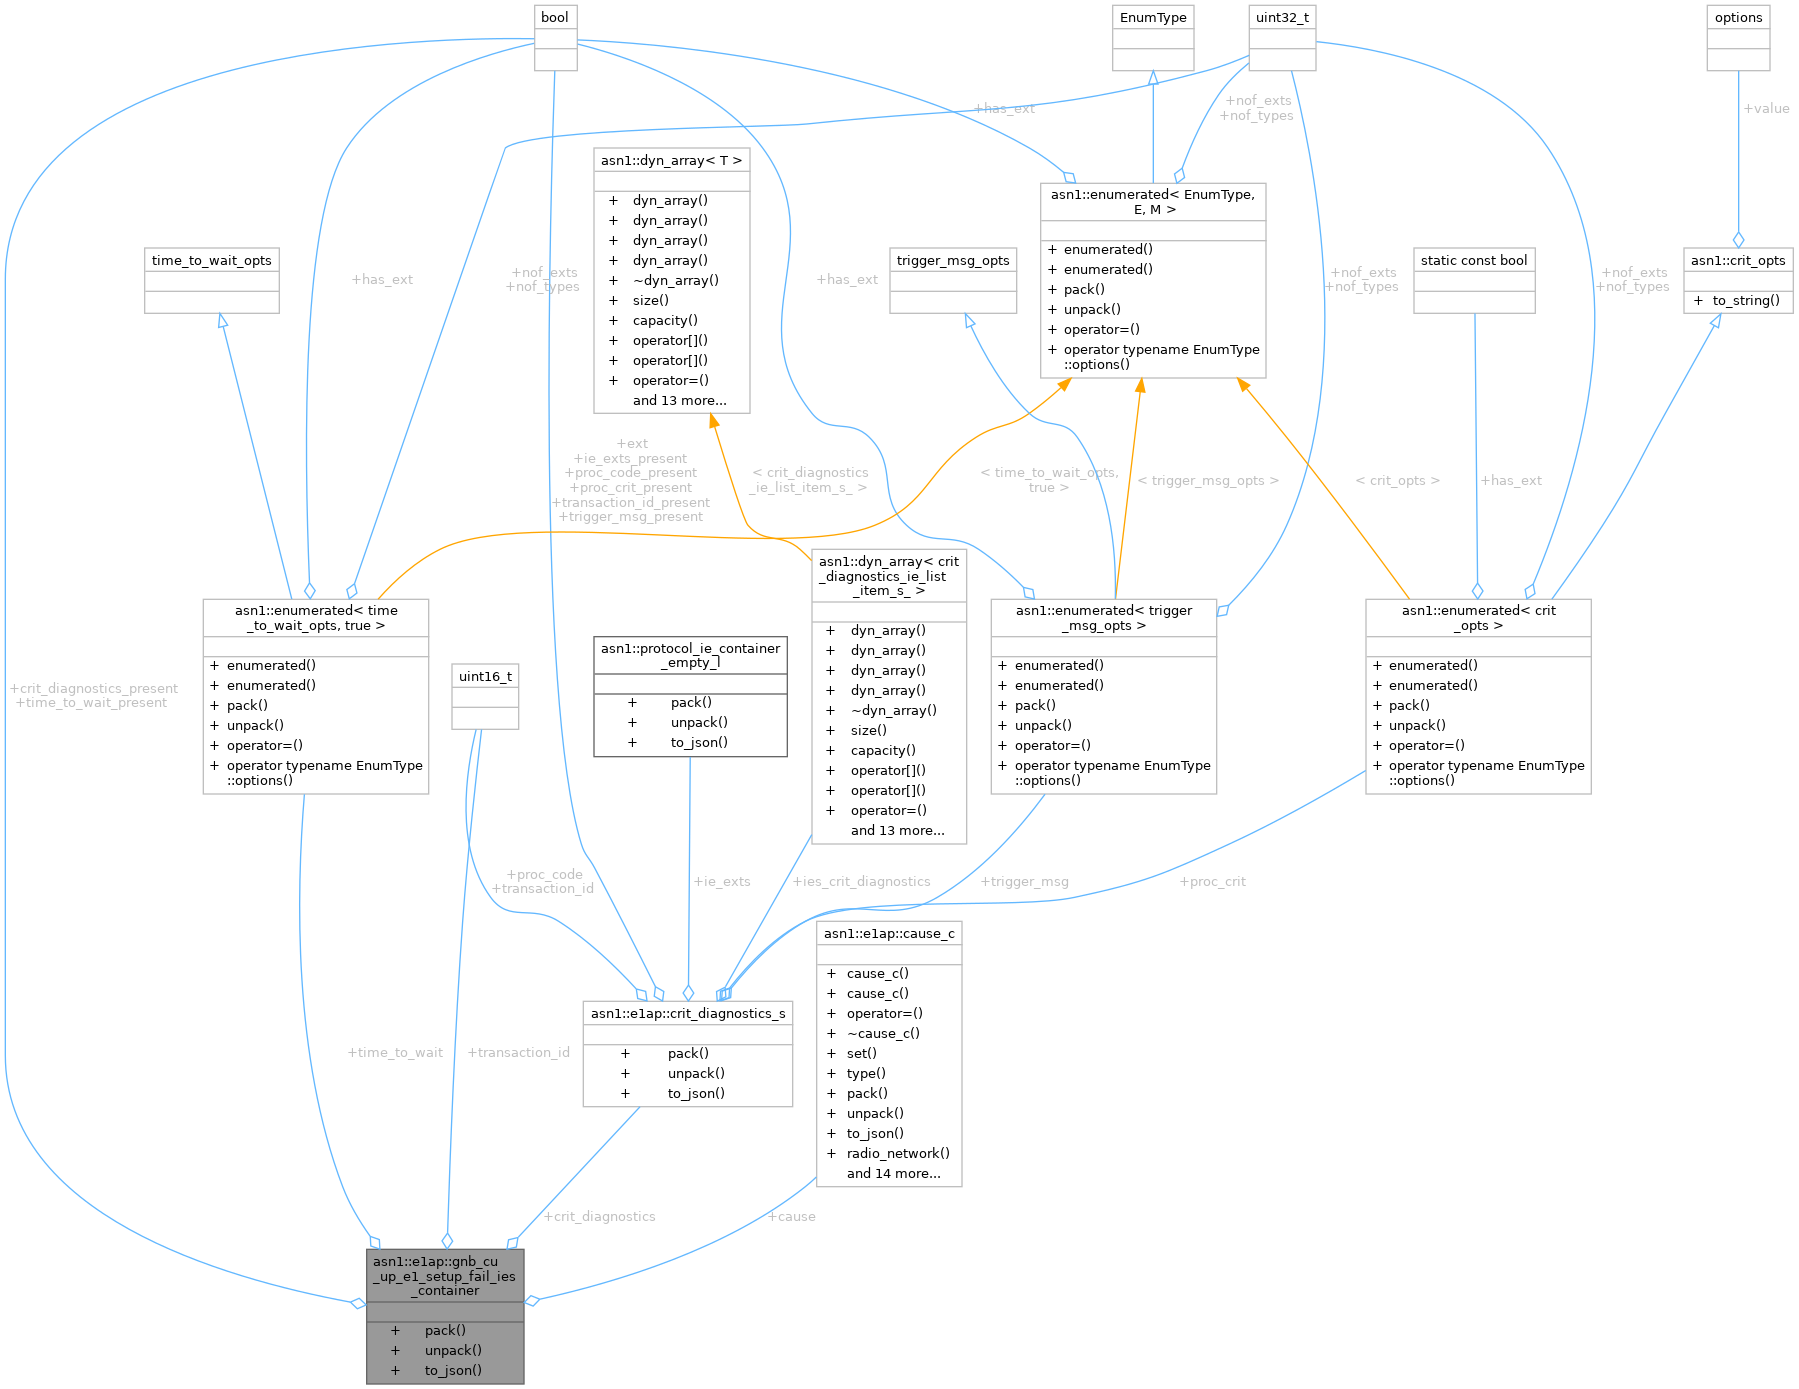 bool
EnumType
uint32_t
options
+has_ext
+nof_exts
+nof_types
+value
asn1::dyn_array< T >
+ dyn_array()
+ dyn_array()
+ dyn_array()
+ dyn_array()
+ ~dyn_array()
+ size()
+ capacity()
+ operator[]()
+ operator[]()
+ operator=()
and 13 more...
asn1::enumerated< EnumType,
E, M >
+ enumerated()
+ enumerated()
+ pack()
+ unpack()
+ operator=()
+ operator typename EnumType
::options()
time_to_wait_opts
trigger_msg_opts
static const bool
asn1::crit_opts
+ to_string()
+has_ext
+nof_exts
+nof_types
+has_ext
+nof_exts
+nof_types
+nof_exts
+nof_types
+ext
+ie_exts_present
+proc_code_present
+proc_crit_present
+transaction_id_present
+trigger_msg_present
< crit_diagnostics
_ie_list_item_s_ >
< time_to_wait_opts,
true >
< trigger_msg_opts >
< crit_opts >
+has_ext
asn1::enumerated< time
_to_wait_opts, true >
+ enumerated()
+ enumerated()
+ pack()
+ unpack()
+ operator=()
+ operator typename EnumType
::options()
uint16_t
asn1::protocol_ie_container
_empty_l
+ pack()
+ unpack()
+ to_json()
asn1::dyn_array< crit
_diagnostics_ie_list
_item_s_ >
+ dyn_array()
+ dyn_array()
+ dyn_array()
+ dyn_array()
+ ~dyn_array()
+ size()
+ capacity()
+ operator[]()
+ operator[]()
+ operator=()
and 13 more...
asn1::enumerated< trigger
_msg_opts >
+ enumerated()
+ enumerated()
+ pack()
+ unpack()
+ operator=()
+ operator typename EnumType
::options()
asn1::enumerated< crit
_opts >
+ enumerated()
+ enumerated()
+ pack()
+ unpack()
+ operator=()
+ operator typename EnumType
::options()
+crit_diagnostics_present
+time_to_wait_present
+proc_code
+transaction_id
+ie_exts
+ies_crit_diagnostics
+trigger_msg
+proc_crit
asn1::e1ap::crit_diagnostics_s
+ pack()
+ unpack()
+ to_json()
asn1::e1ap::cause_c
+ cause_c()
+ cause_c()
+ operator=()
+ ~cause_c()
+ set()
+ type()
+ pack()
+ unpack()
+ to_json()
+ radio_network()
and 14 more...
+time_to_wait
+transaction_id
+crit_diagnostics
+cause
asn1::e1ap::gnb_cu
_up_e1_setup_fail_ies
_container
+ pack()
+ unpack()
+ to_json()